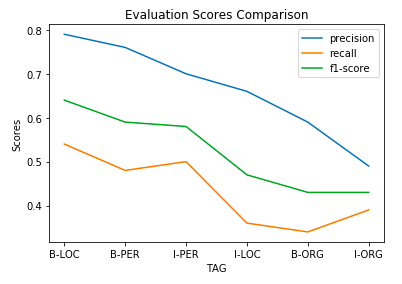 Evaluation Scores Comparison
precision
recall
f1-score
Scores
0.8
0.7
0.6
0.5
0.4
B-LOC B-PER I-PER I-LOC B-ORG I-ORG
TAG